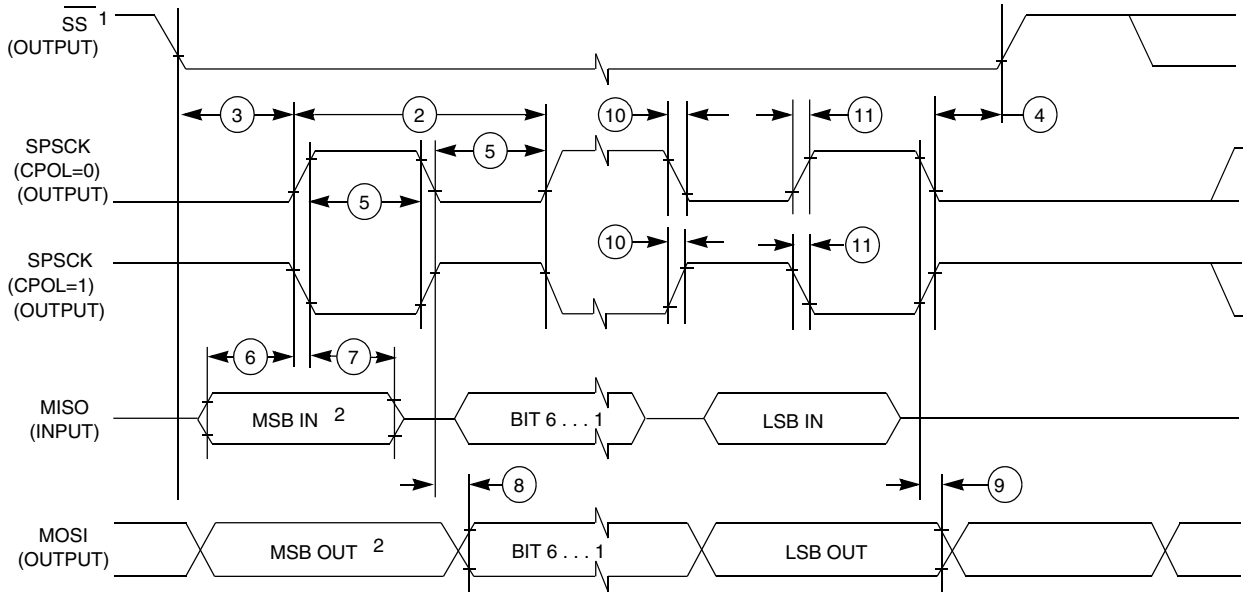 SS 1
(OUTPUT)
3
2
10
11
4
SPSCK
(CPOL=0)
(OUTPUT)
5
5
SPSCK
(CPOL=1)
(OUTPUT)
10
11
6
7
MISO
(INPUT)
MSB IN 2
BIT 6 . . . 1
LSB IN
8
9
MOSI
(OUTPUT)
MSB OUT 2
BIT 6 . . . 1
LSB OUT